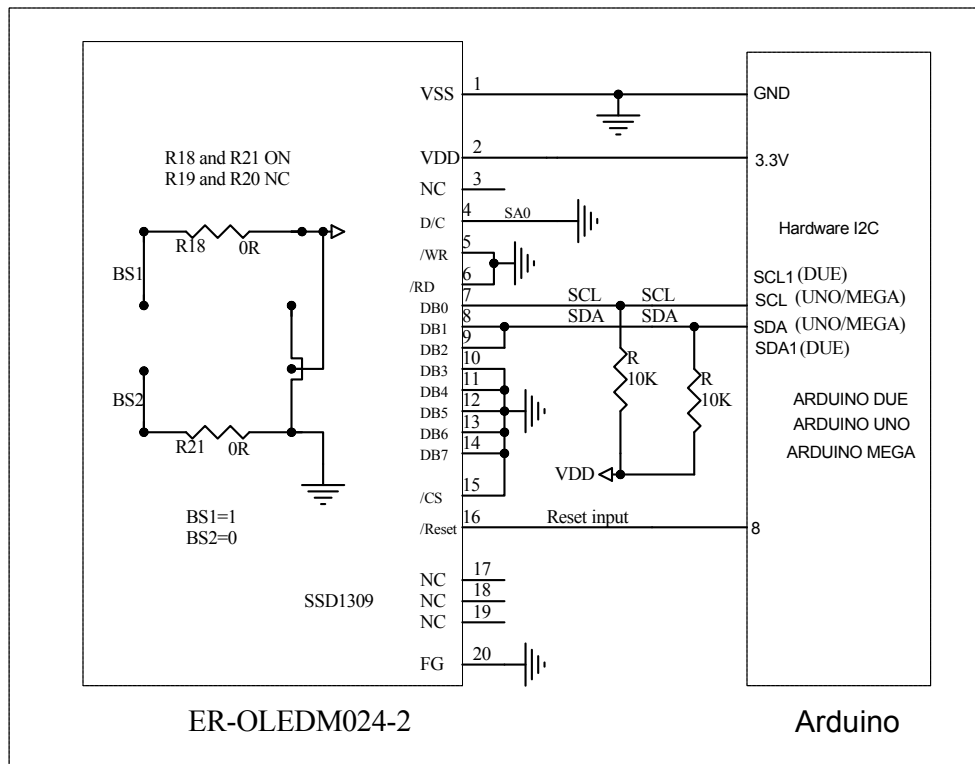 R18 and R21 ON
R19 and R20 NC
R18
0R
BS1
BS2
R21
0R
BS1=1
BS2=0
SSD1309
VSS
1
VDD
2
NC
3
D/C
4
SA0
/WR
5
/RD
6
DB0
7
SCL
SCL
DB1
8
SDA
SDA
DB2
9
DB3
10
DB4
11
DB5
12
DB6
13
DB7
14
/CS
15
/Reset
16
Reset input
NC
17
NC
18
NC
19
FG
20
R
10K
R
10K
VDD
GND
3.3V
Hardware I2C
SCL1 (DUE)
SCL (UNO/MEGA)
SDA (UNO/MEGA)
SDA1 (DUE)
ARDUINO DUE
ARDUINO UNO
ARDUINO MEGA
8
ER-OLEDM024-2
Arduino